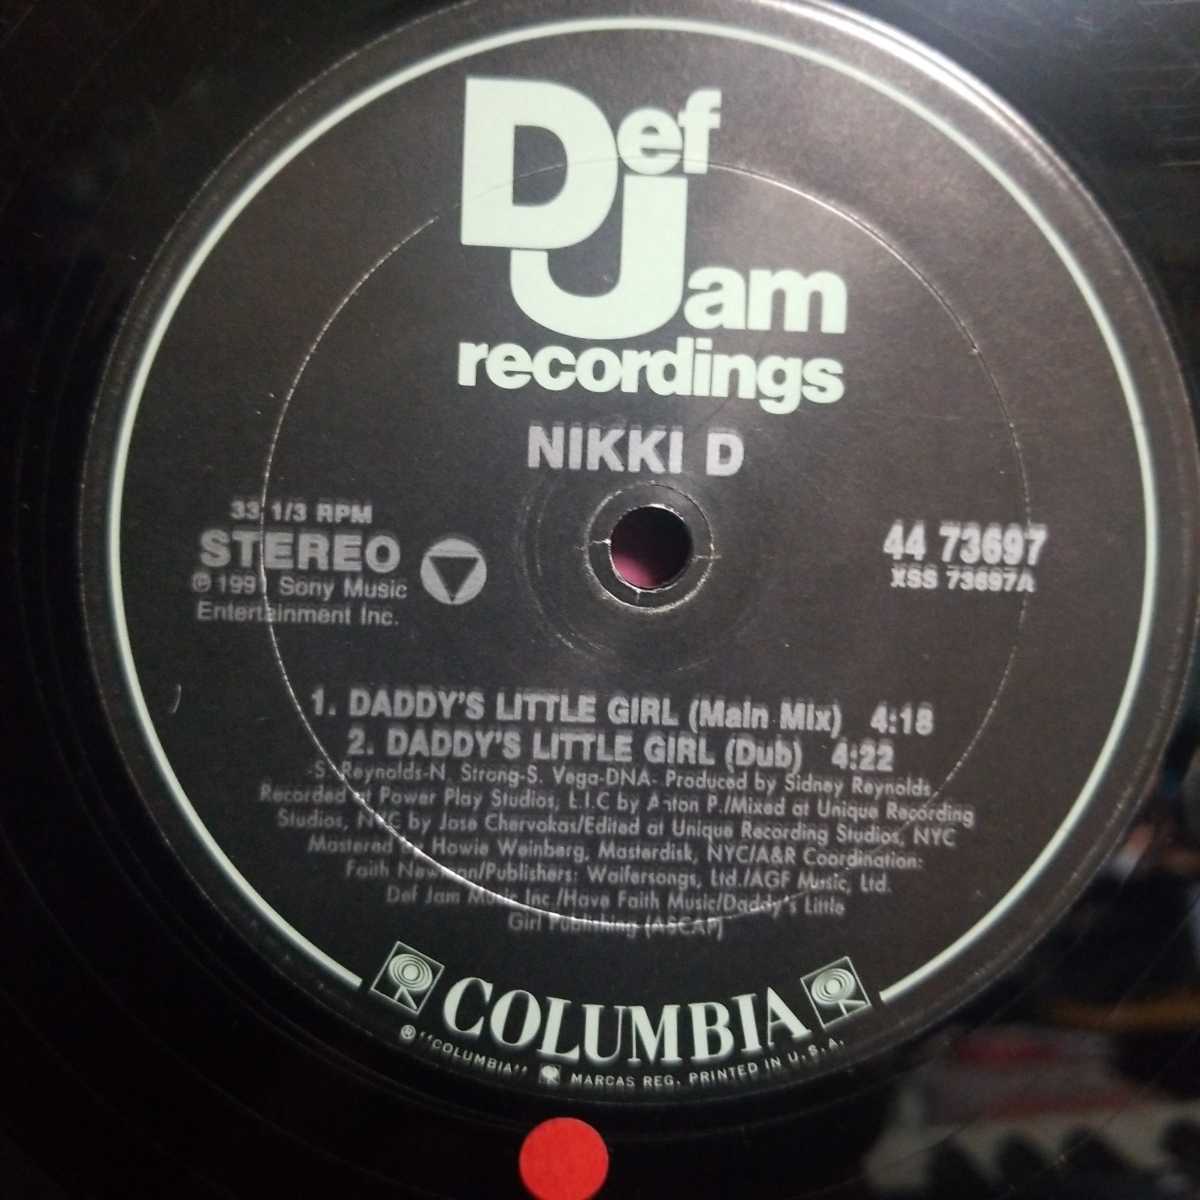 Def
Jam
recordings
NIKKI D
33 1/3 RPM
STEREO
℗ 1991 Sony Music
Entertainment Inc.
44 73697
XSS 73697A
1. DADDY'S LITTLE GIRL (Main Mix) 4:18
2. DADDY'S LITTLE GIRL (Dub) 4:22
-S. Reynolds-N. Strong-S. Vega-DNA- Produced by Sidney Reynolds.
Recorded at Power Play Studios, L.I.C by Anton P./Mixed at Unique Recording
Studios, NYC by Jose Chervokas/Edited at Unique Recording Studios, NYC
Mastered by Howie Weinberg, Masterdisk, NYC/A&R Coordination:
Faith Newman/Publishers: Waifersongs, Ltd./AGF Music, Ltd.
Def Jam Music Inc./Have Faith Music/Daddy's Little
Girl Publishing (ASCAP)
COLUMBIA
® "COLUMBIA" MARCAS REG. PRINTED IN U.S.A.